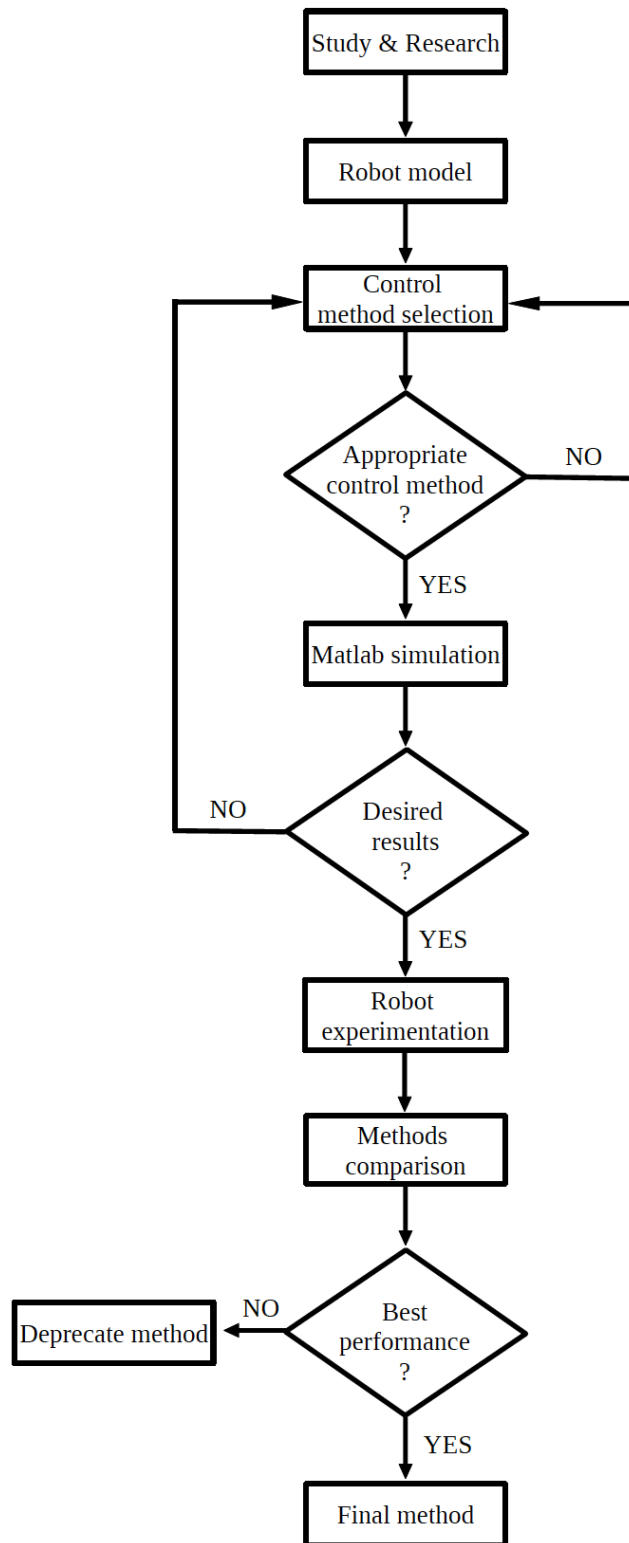 Study & Research
Robot model
Control
method selection
Appropriate
control method
?
NO
YES
Matlab simulation
NO
Desired
results
?
YES
Robot
experimentation
Methods
comparison
Deprecate method
NO
Best
performance
?
YES
Final method